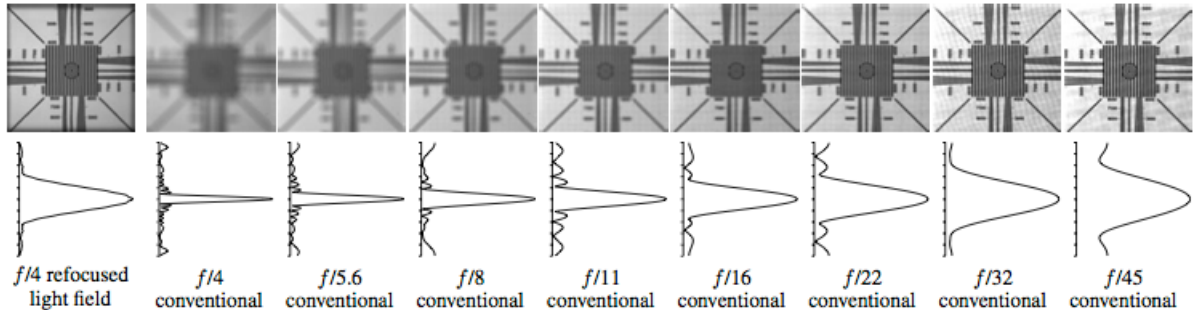 f/4 refocused
light field
f/4
conventional
f/5.6
conventional
f/8
conventional
f/11
conventional
f/16
conventional
f/22
conventional
f/32
conventional
f/45
conventional